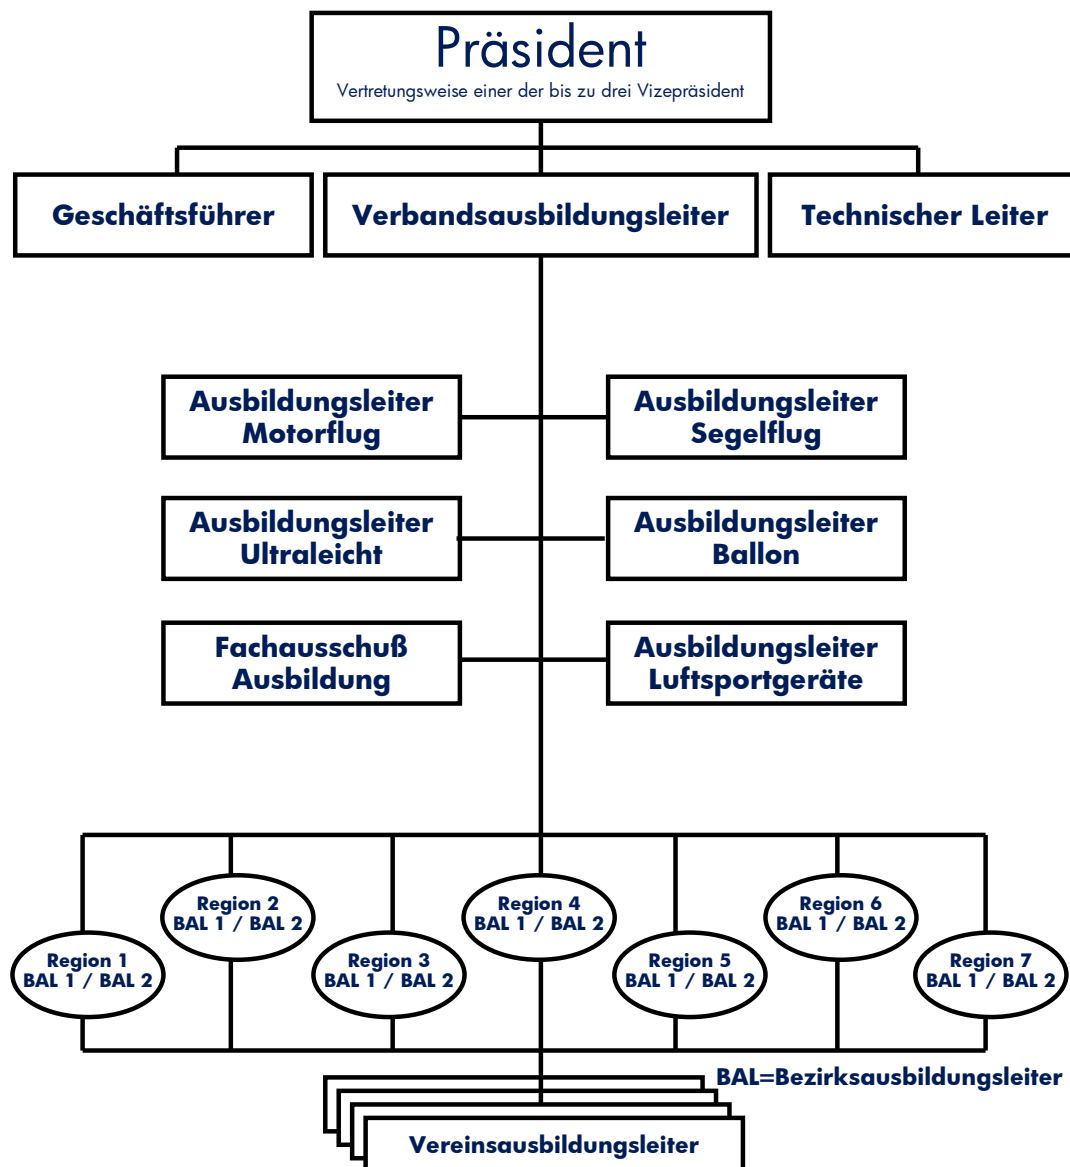 Präsident
Vertretungsweise einer der bis zu drei Vizepräsident
Geschäftsführer
Verbandsausbildungsleiter
Technischer Leiter
Ausbildungsleiter
Motorflug
Ausbildungsleiter
Segelflug
Ausbildungsleiter
Ultraleicht
Ausbildungsleiter
Ballon
Fachausschuß
Ausbildung
Ausbildungsleiter
Luftsportgeräte
Region 1
BAL 1 / BAL 2
Region 2
BAL 1 / BAL 2
Region 3
BAL 1 / BAL 2
Region 4
BAL 1 / BAL 2
Region 5
BAL 1 / BAL 2
Region 6
BAL 1 / BAL 2
Region 7
BAL 1 / BAL 2
BAL=Bezirksausbildungsleiter
Vereinsausbildungsleiter